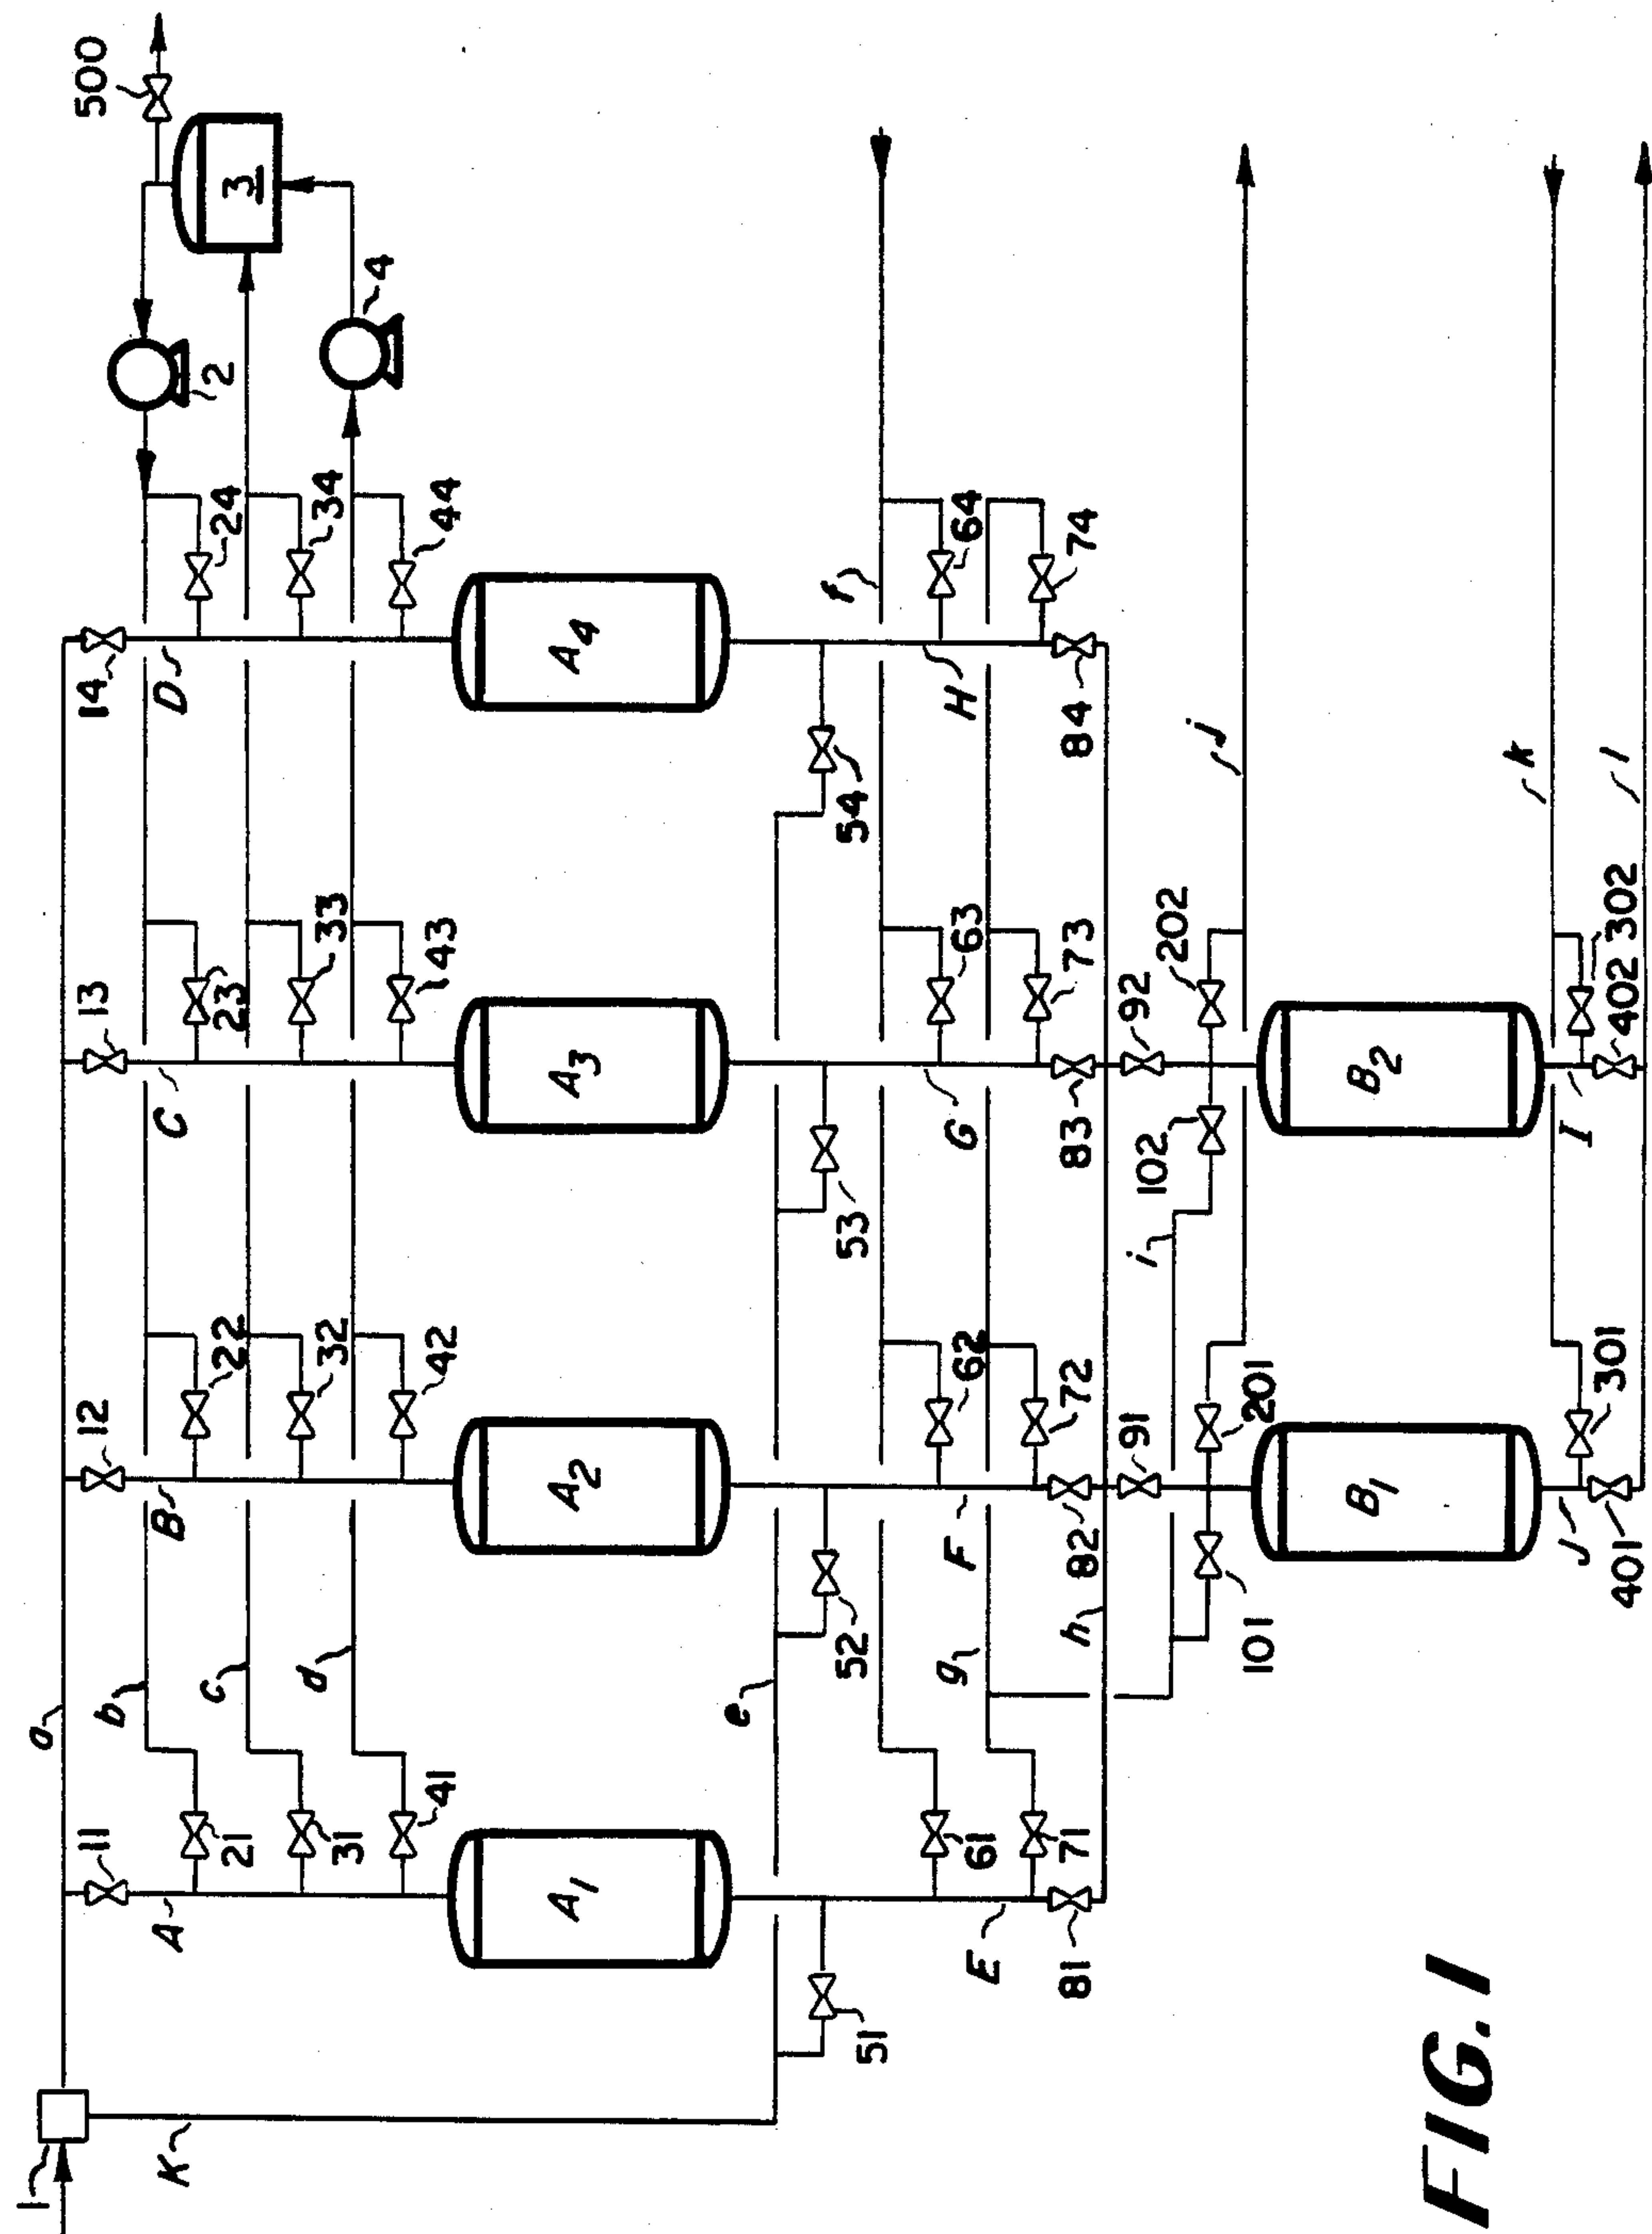 1
K
a
11
12
13
14
500
A
B
C
D
b
21
22
23
24
2
c
31
32
33
34
3
d
41
42
43
44
4
A1
A2
A3
A4
e
51
52
53
54
f
61
62
63
64
E
F
G
H
g
71
72
73
74
81
82
83
84
h
91
92
i
101
201
102
202
j
B1
B2
k
J
301
I
302
401
402
l
FIG. 1